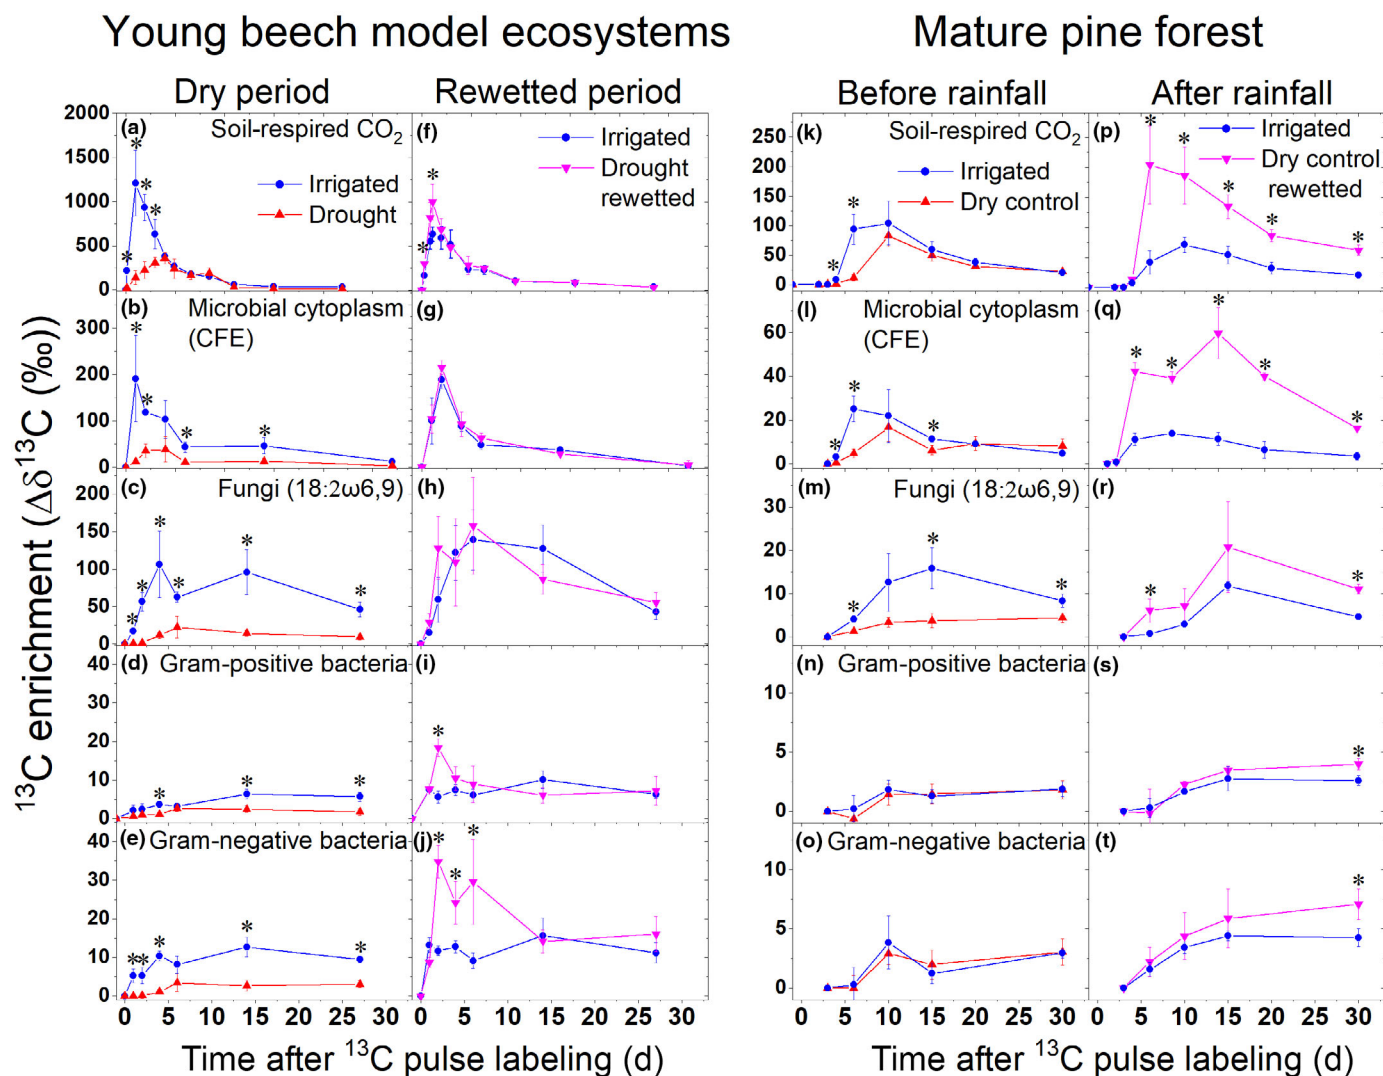 Young beech model ecosystems
Mature pine forest
Dry period
Rewetted period
Before rainfall
After rainfall
¹³C enrichment (Δδ¹³C (‰))
2000
1500
1000
500
0
(a)
Soil-respired CO₂
Irrigated
Drought
* * * *
(f)
Irrigated
Drought
rewetted
* *
250
200
150
100
50
0
(k)
Soil-respired CO₂
Irrigated
Dry control
* *
(p)
Irrigated
Dry control
rewetted
* * * * *
300
200
100
0
(b)
Microbial cytoplasm
(CFE)
* * * *
(g)
60
40
20
0
(l)
Microbial cytoplasm
(CFE)
* * *
(q)
* * * * *
200
150
100
50
0
(c)
Fungi (18:2ω6,9)
* * * * * *
(h)
30
20
10
0
(m)
Fungi (18:2ω6,9)
* * *
(r)
* *
40
30
20
10
0
(d)
Gram-positive bacteria
* * *
(i)
*
10
5
0
(n)
Gram-positive bacteria
(s)
*
40
30
20
10
0
(e)
Gram-negative bacteria
* * * * *
(j)
* * *
10
5
0
(o)
Gram-negative bacteria
(t)
*
0 5 10 15 20 25 30
0 5 10 15 20 25 30
0 5 10 15 20 25 30
0 5 10 15 20 25 30
Time after ¹³C pulse labeling (d)
Time after ¹³C pulse labeling (d)